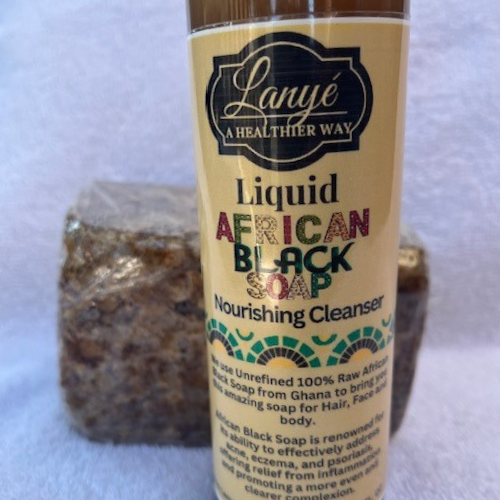 Lanyé
A HEALTHIER WAY
Liquid
AFRICAN
BLACK
SOAP
Nourishing Cleanser
We use Unrefined 100% Raw African
Black Soap from Ghana to bring you
this amazing soap for Hair, Face and
body.
African Black Soap is renowned for
its ability to effectively address
acne, eczema, and psoriasis,
offering relief from inflammation
and promoting a more even and
clearer complexion.